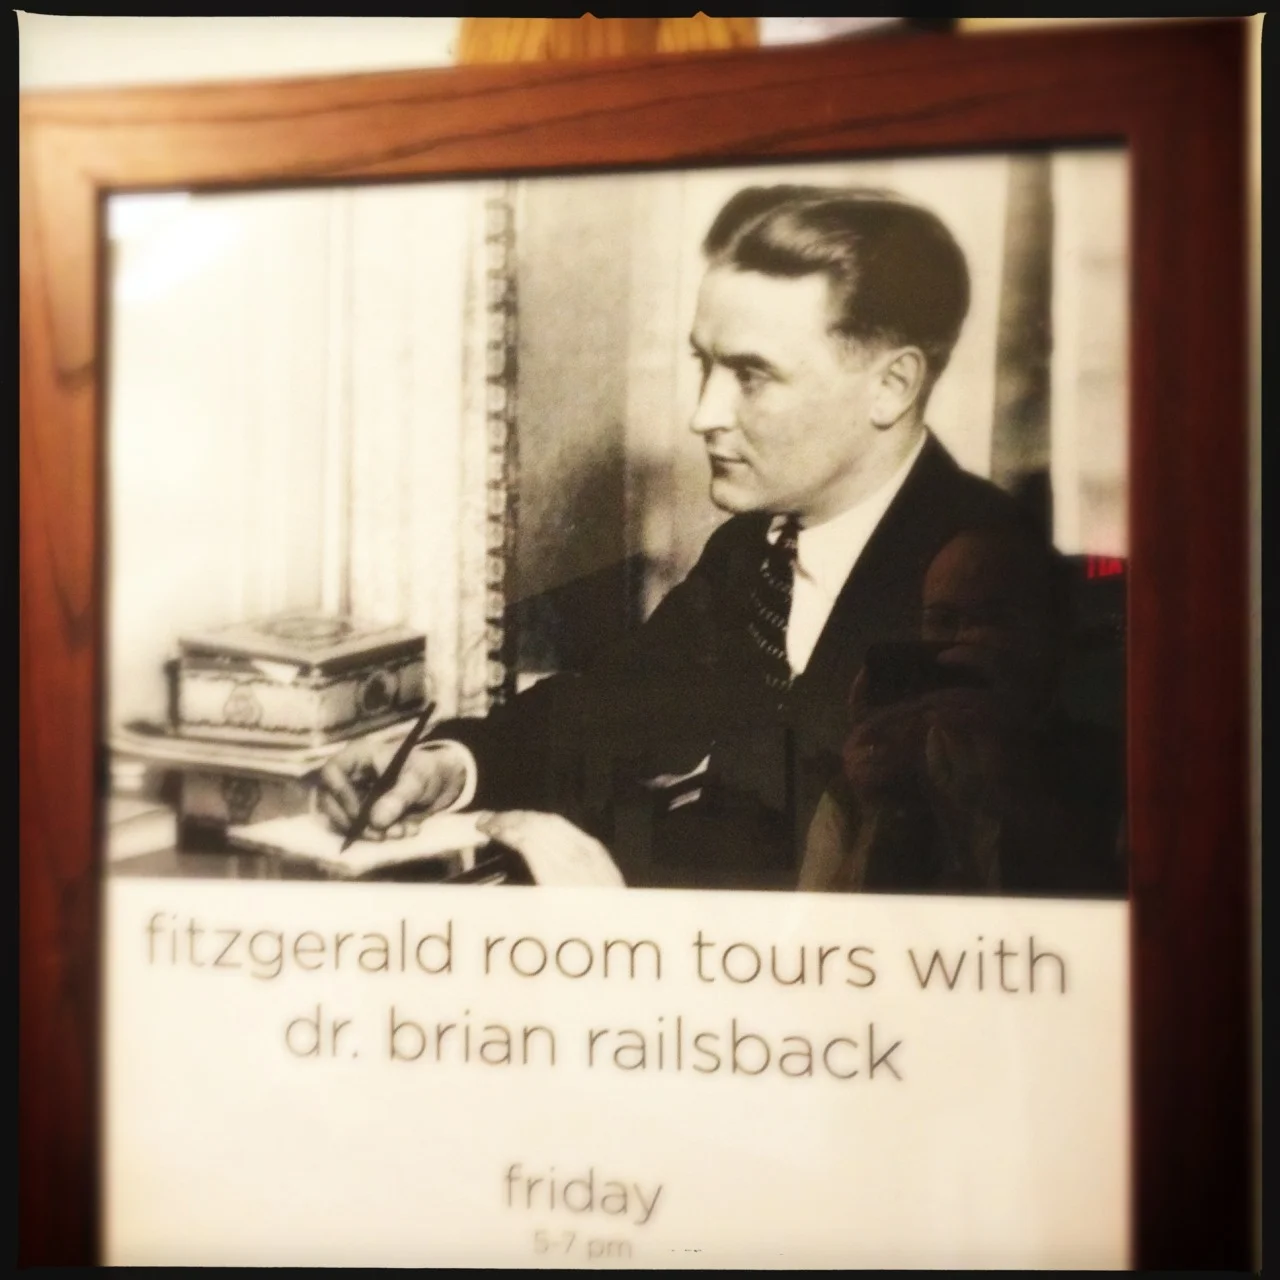 fitzgerald room tours with
dr. brian railsback
friday
5-7 pm